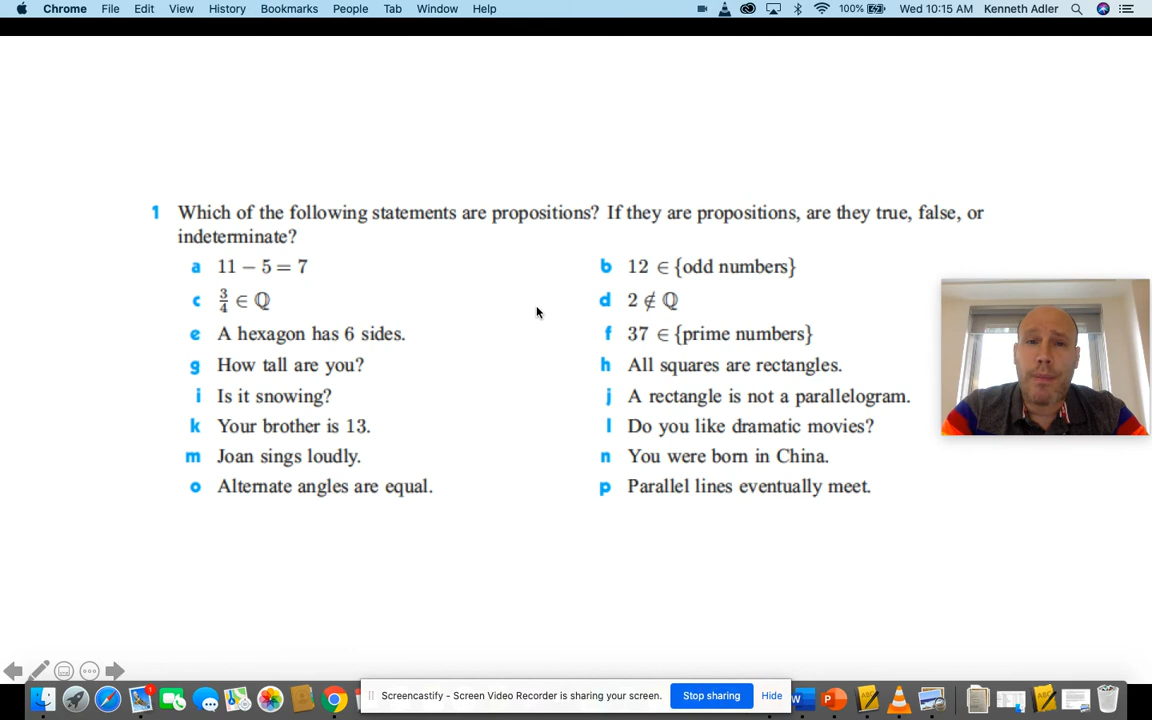 Chrome File Edit View History Bookmarks People Tab Window Help 100% Wed 10:15 AM Kenneth Adler
1 Which of the following statements are propositions? If they are propositions, are they true, false, or
indeterminate?
a 11 − 5 = 7
b 12 ∈ {odd numbers}
c 3/4 ∈ ℚ
d 2 ∉ ℚ
e A hexagon has 6 sides.
f 37 ∈ {prime numbers}
g How tall are you?
h All squares are rectangles.
i Is it snowing?
j A rectangle is not a parallelogram.
k Your brother is 13.
l Do you like dramatic movies?
m Joan sings loudly.
n You were born in China.
o Alternate angles are equal.
p Parallel lines eventually meet.
Screencastify - Screen Video Recorder is sharing your screen. Stop sharing Hide